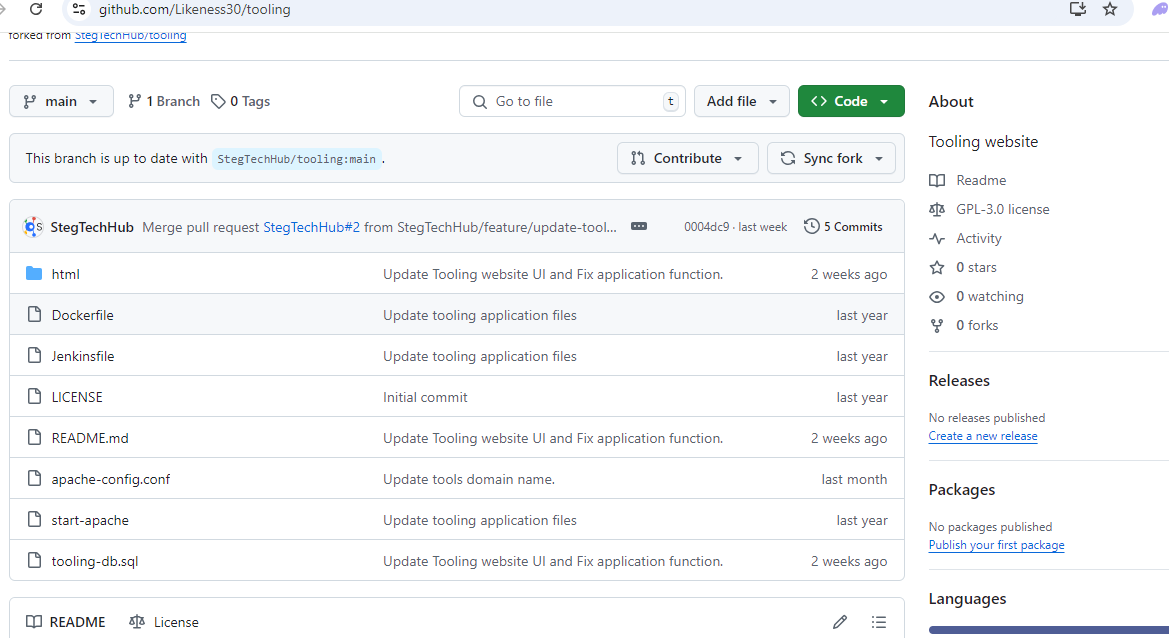 github.com/Likeness30/tooling
forked from StegTechHub/tooling
main 1 Branch 0 Tags Go to file t Add file Code
This branch is up to date with StegTechHub/tooling:main .
Contribute Sync fork
StegTechHub Merge pull request StegTechHub#2 from StegTechHub/feature/update-tool... 0004dc9 · last week 5 Commits
html Update Tooling website UI and Fix application function. 2 weeks ago
Dockerfile Update tooling application files last year
Jenkinsfile Update tooling application files last year
LICENSE Initial commit last year
README.md Update Tooling website UI and Fix application function. 2 weeks ago
apache-config.conf Update tools domain name. last month
start-apache Update tooling application files last year
tooling-db.sql Update Tooling website UI and Fix application function. 2 weeks ago
README License
About
Tooling website
Readme
GPL-3.0 license
Activity
0 stars
0 watching
0 forks
Releases
No releases published
Create a new release
Packages
No packages published
Publish your first package
Languages